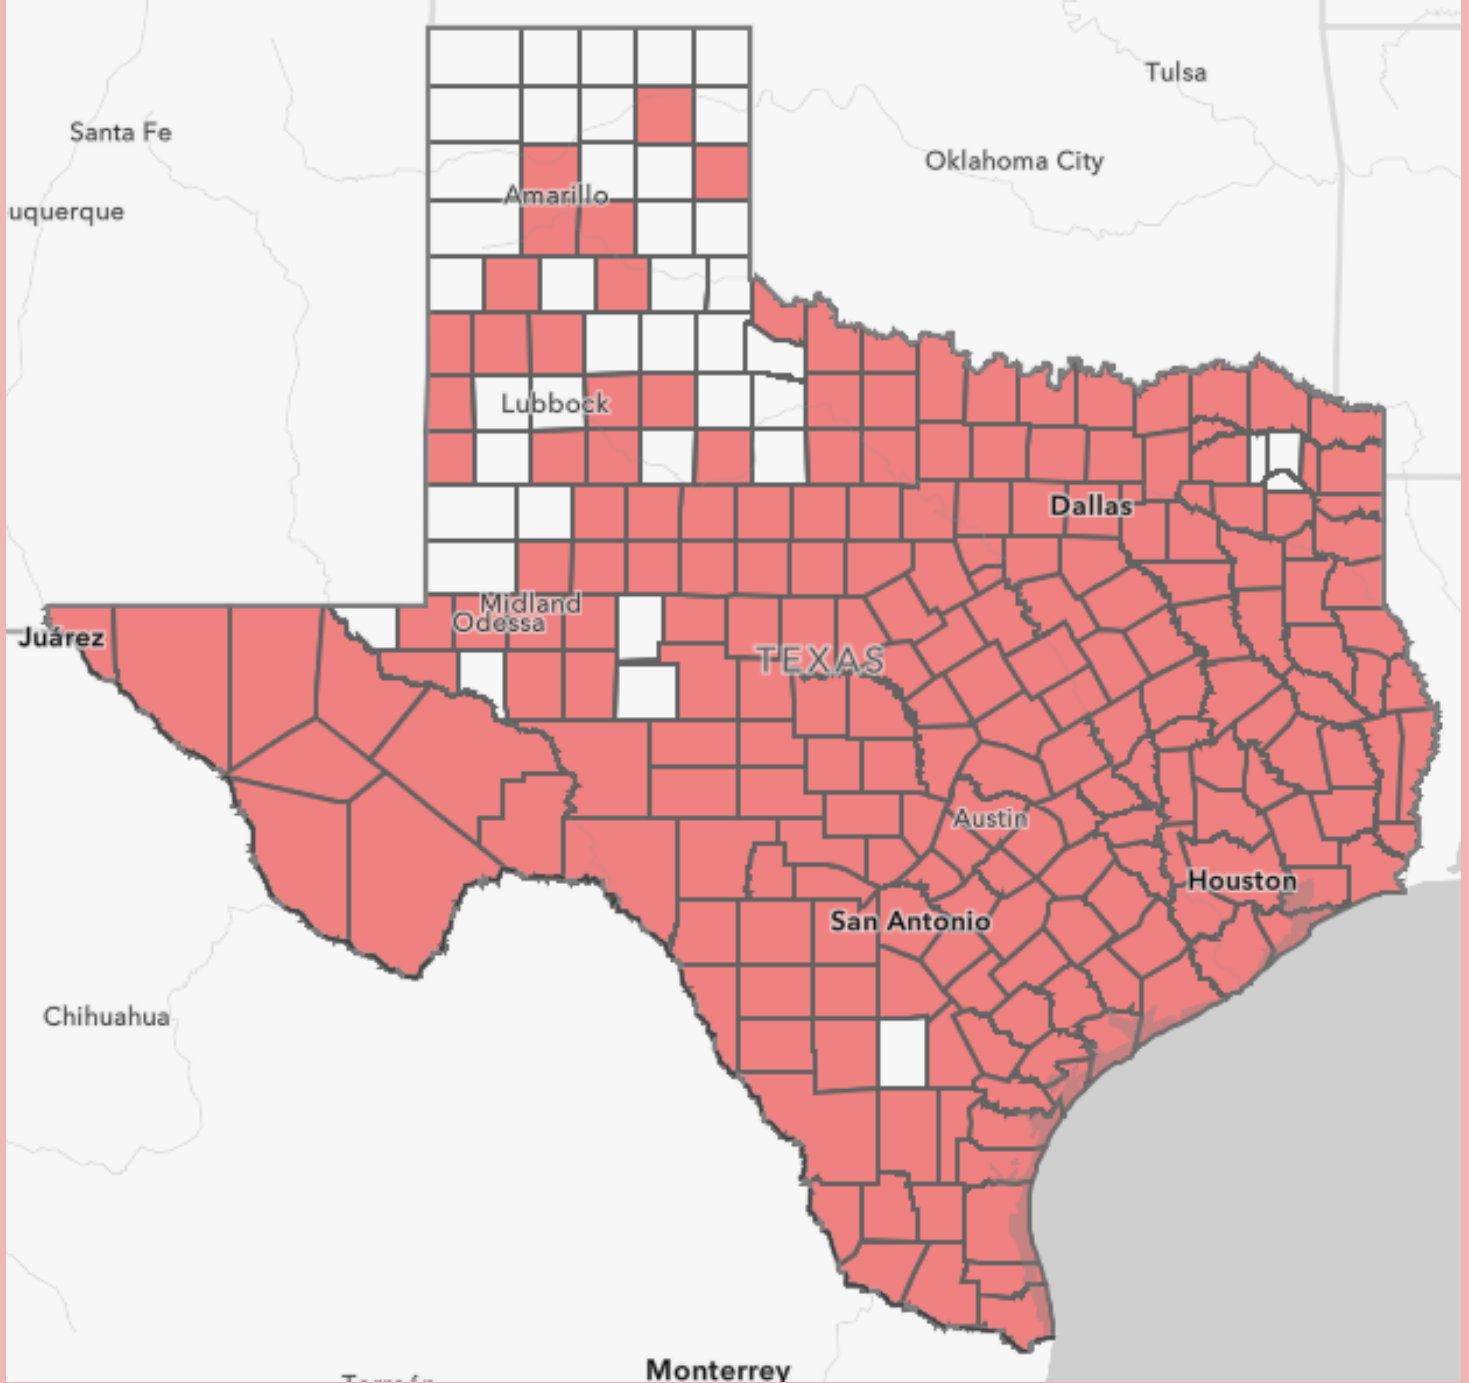 Tulsa
Santa Fe
Oklahoma City
Amarillo
uquerque
Lubbock
Dallas
Midland
Odessa
Juárez
TEXAS
Austin
Houston
San Antonio
Chihuahua
Monterrey